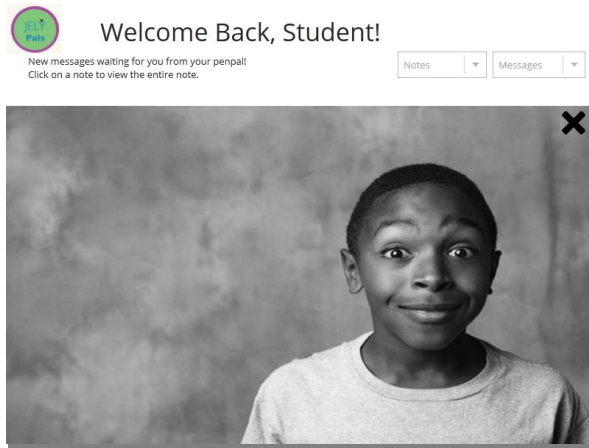 JELY
Pals
Welcome Back, Student!
New messages waiting for you from your penpal!
Click on a note to view the entire note.
Notes
Messages